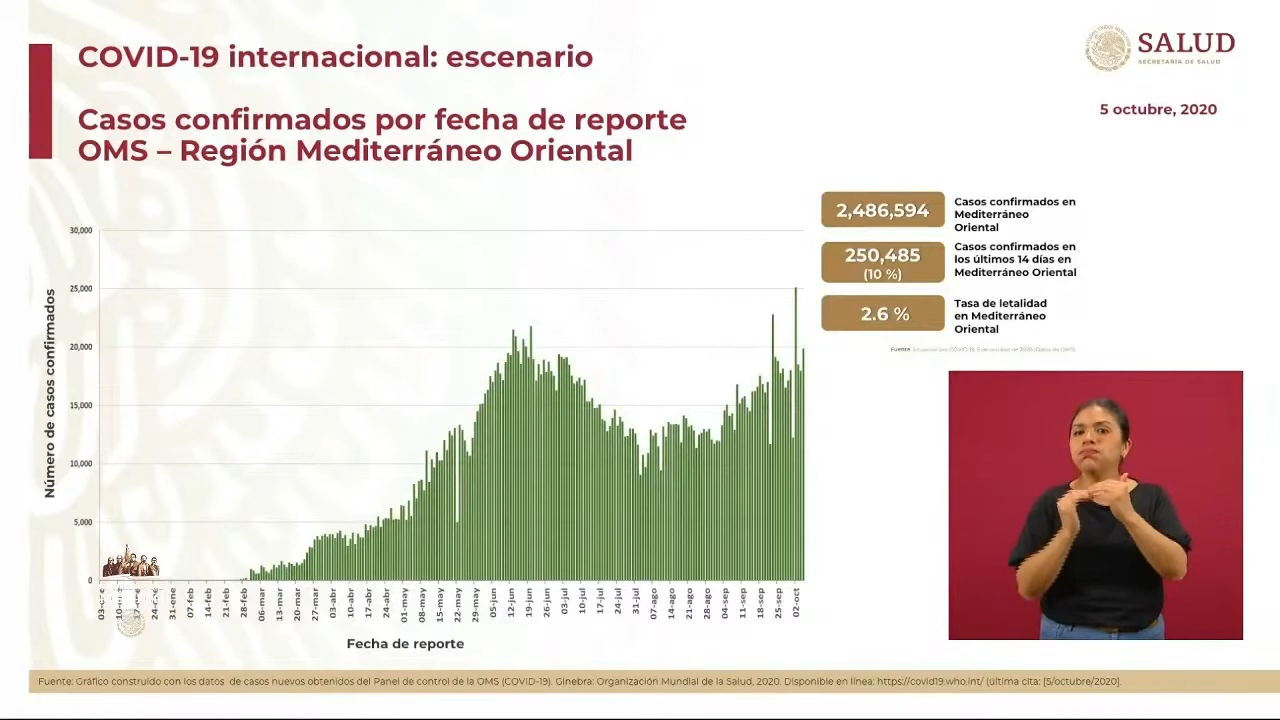 COVID-19 internacional: escenario
SALUD
SECRETARÍA DE SALUD
5 octubre, 2020
Casos confirmados por fecha de reporte
OMS – Región Mediterráneo Oriental
2,486,594
Casos confirmados en
Mediterráneo
Oriental
250,485
(10 %)
Casos confirmados en
los últimos 14 días en
Mediterráneo Oriental
2.6 %
Tasa de letalidad
en Mediterráneo
Oriental
Fuente:
Número de casos confirmados
30,000
25,000
20,000
15,000
10,000
5,000
0
31-ene 07-feb 14-feb 21-feb 28-feb 06-mar 13-mar 20-mar 27-mar 03-abr 10-abr 17-abr 24-abr 01-may 08-may 15-may 22-may 29-may 05-jun 12-jun 19-jun 26-jun 03-jul 10-jul 17-jul 24-jul 31-jul 07-ago 14-ago 21-ago 28-ago 04-sep 11-sep 18-sep 25-sep 02-oct
Fecha de reporte
Fuente: Gráfico construido con los datos de casos nuevos obtenidos del Panel de control de la OMS (COVID-19). Ginebra: Organización Mundial de la Salud, 2020. Disponible en línea: https://covid19.who.int/ (última cita: [5/octubre/2020].